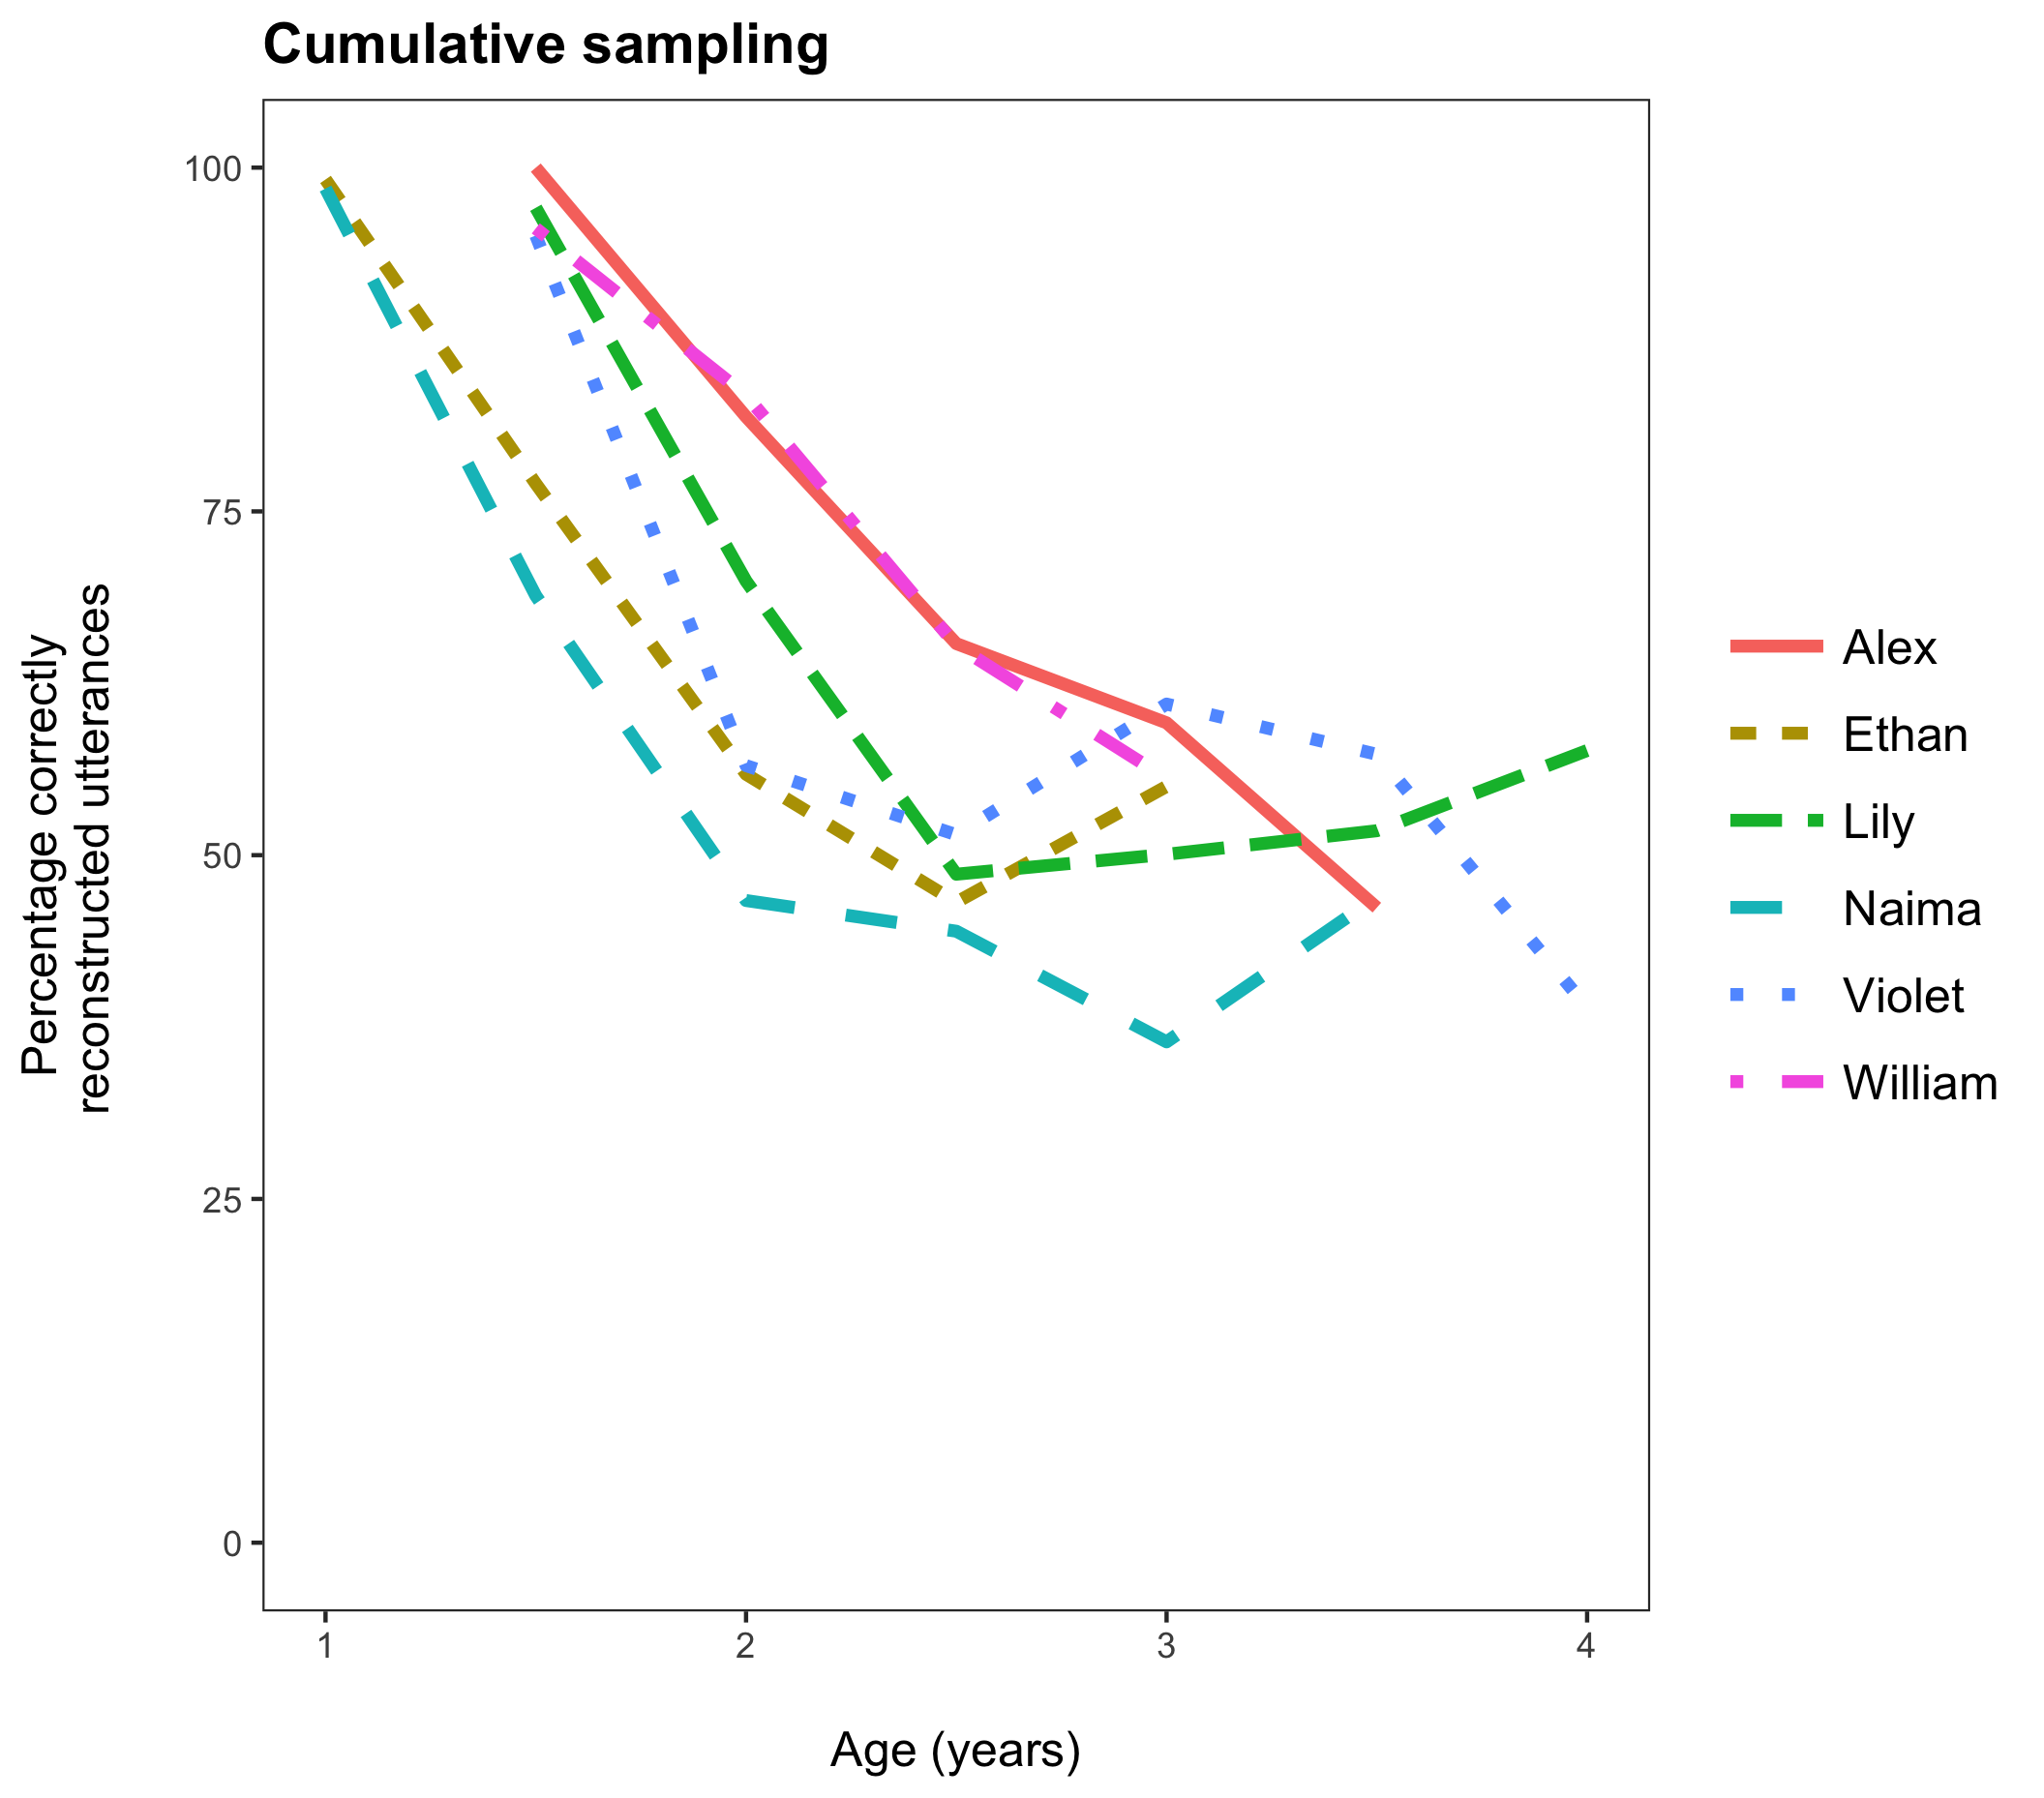 Cumulative sampling
Percentage correctly
reconstructed utterances
100
75
50
25
0
1
2
3
4
Age (years)
Alex
Ethan
Lily
Naima
Violet
William